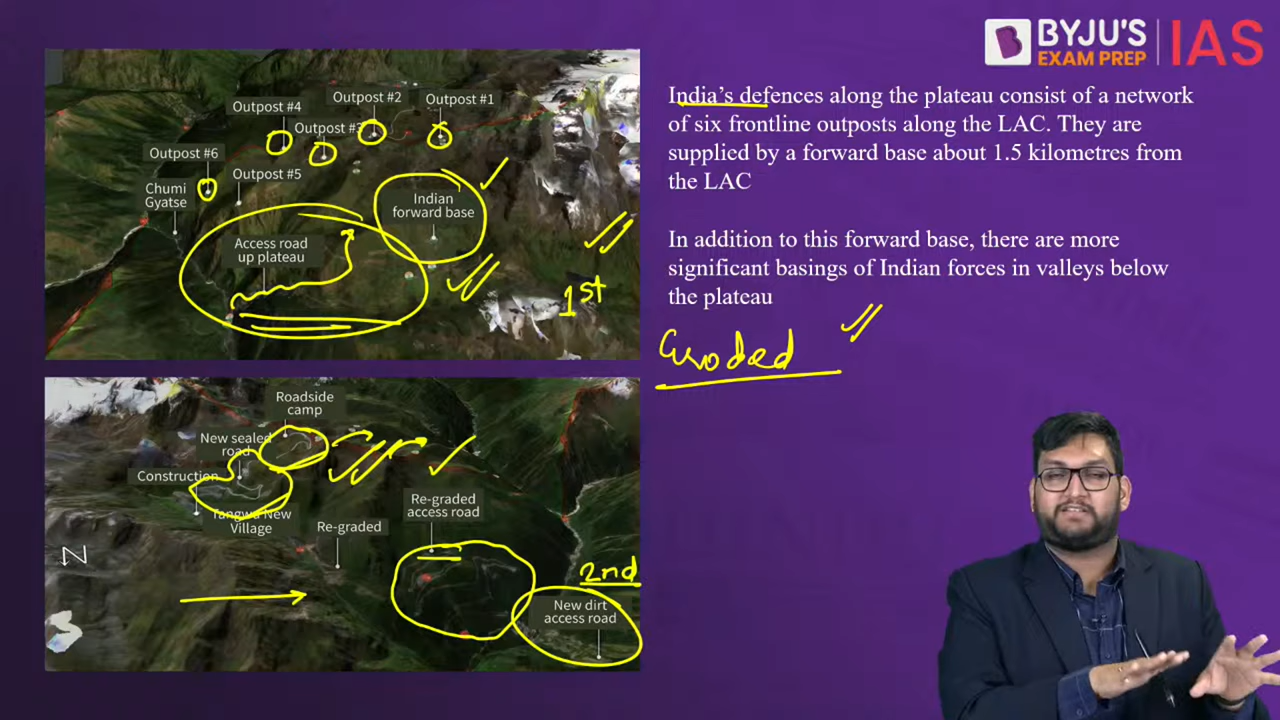 BYJU'S
EXAM PREP
IAS
Outpost #4
Outpost #2
Outpost #1
Outpost #3
Outpost #6
Outpost #5
Chumi
Gyatse
Indian
forward base
Access road
up plateau
1st
India's defences along the plateau consist of a network
of six frontline outposts along the LAC. They are
supplied by a forward base about 1.5 kilometres from
the LAC
In addition to this forward base, there are more
significant basings of Indian forces in valleys below
the plateau
Eroded
Roadside
camp
New sealed
road
Construction
Tangwu New
Village
Re-graded
Re-graded
access road
2nd
New dirt
access road
N
S